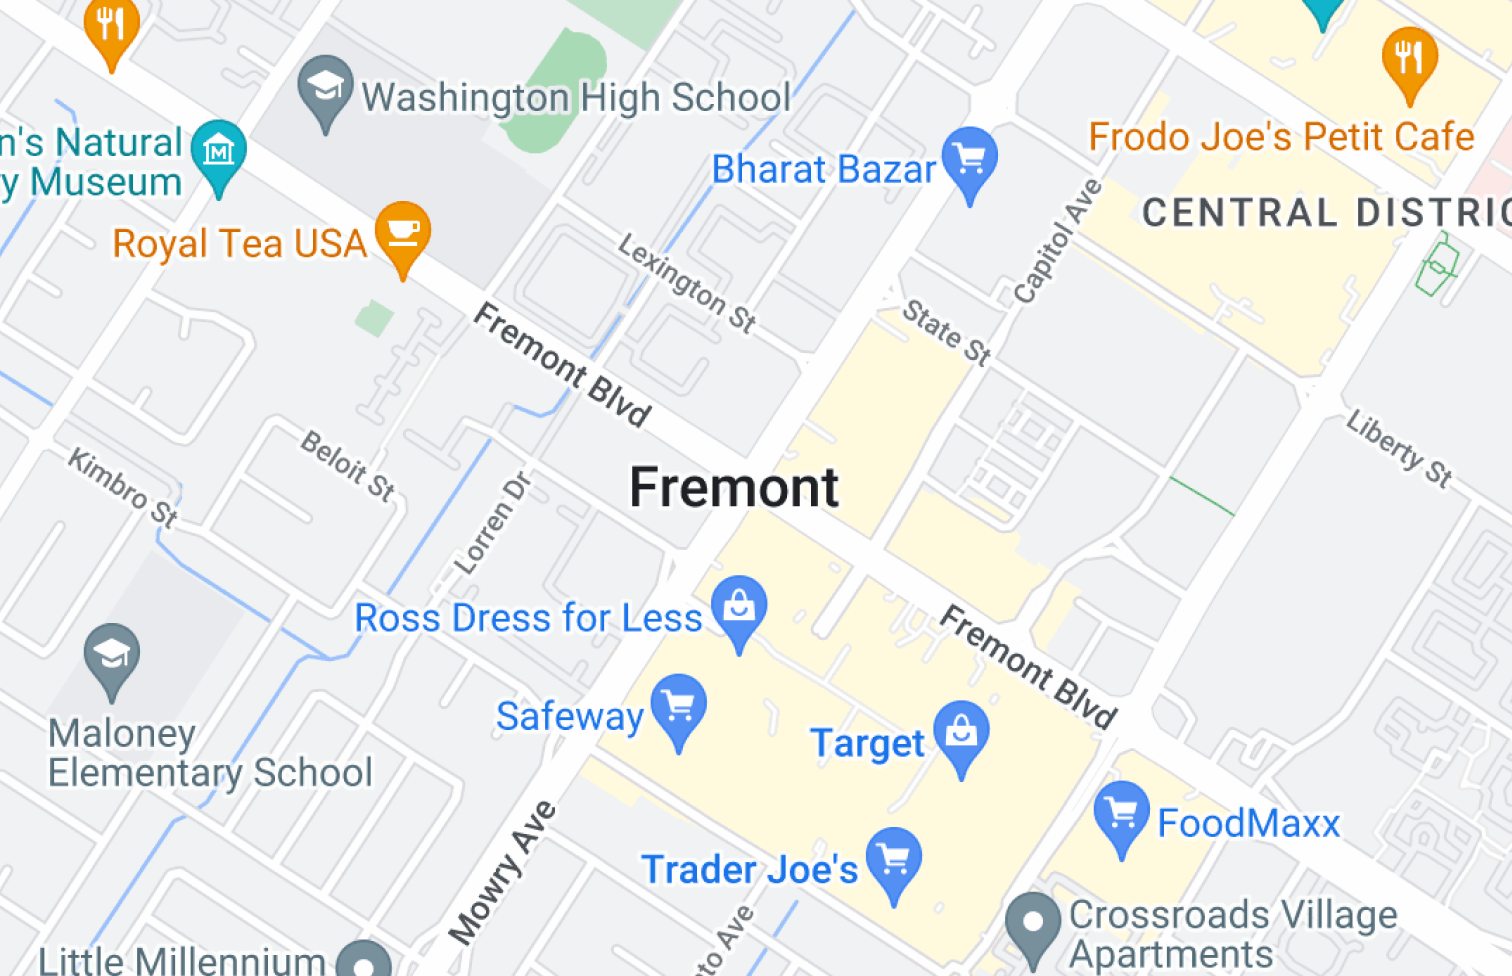 Washington High School
n's Natural
y Museum
Royal Tea USA
Bharat Bazar
Frodo Joe's Petit Cafe
CENTRAL DISTRIC
Capitol Ave
Lexington St
State St
Fremont Blvd
Liberty St
Kimbro St
Beloit St
Lorren Dr
Fremont
Ross Dress for Less
Fremont Blvd
Safeway
Target
Maloney
Elementary School
FoodMaxx
Mowry Ave
Trader Joe's
to Ave
Crossroads Village
Apartments
Little Millennium